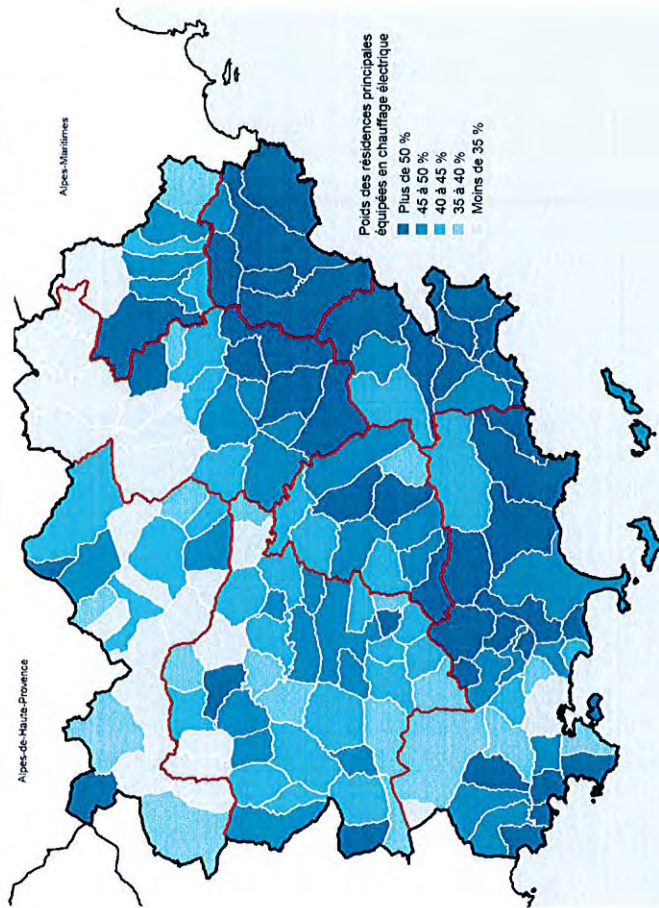 Alpes-de-Haute-Provence
Alpes-Maritimes
Poids des résidences principales
équipées en chauffage électrique
Plus de 50 %
45 à 50 %
40 à 45 %
35 à 40 %
Moins de 35 %